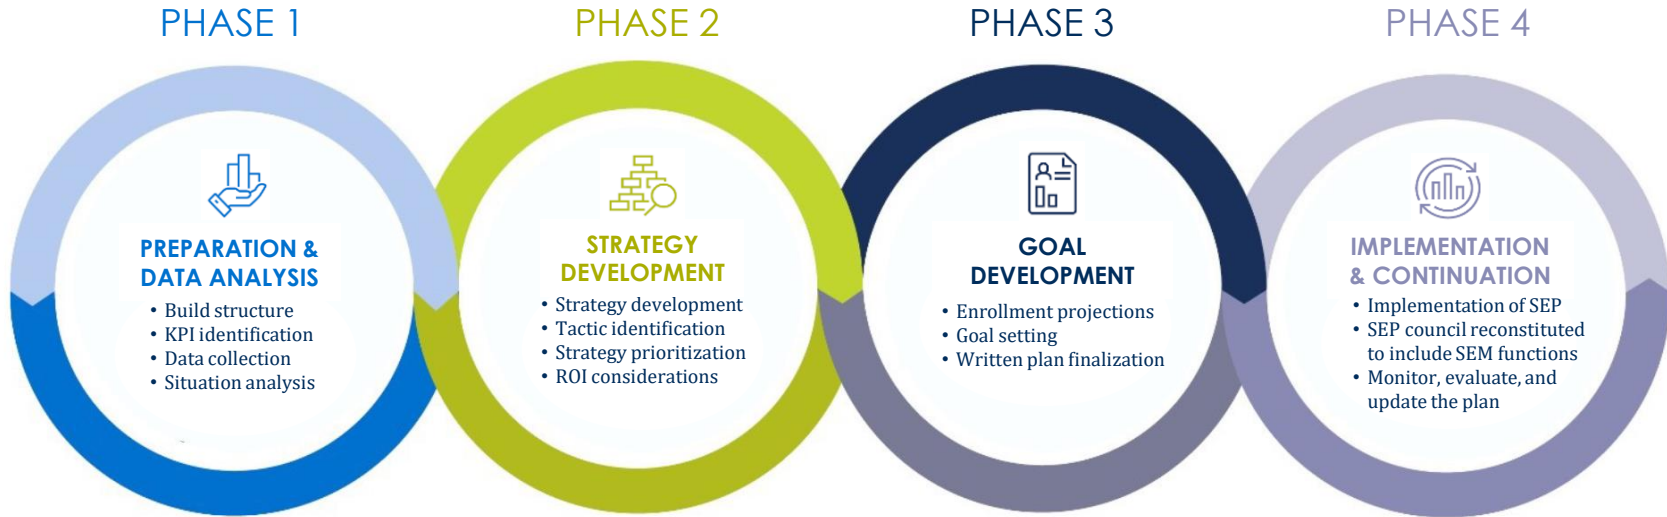 PHASE 1
PREPARATION &
DATA ANALYSIS
• Build structure
• KPI identification
• Data collection
• Situation analysis
PHASE 2
STRATEGY
DEVELOPMENT
• Strategy development
• Tactic identification
• Strategy prioritization
• ROI considerations
PHASE 3
GOAL
DEVELOPMENT
• Enrollment projections
• Goal setting
• Written plan finalization
PHASE 4
IMPLEMENTATION
& CONTINUATION
• Implementation of SEP
• SEP council reconstituted
to include SEM functions
• Monitor, evaluate, and
update the plan